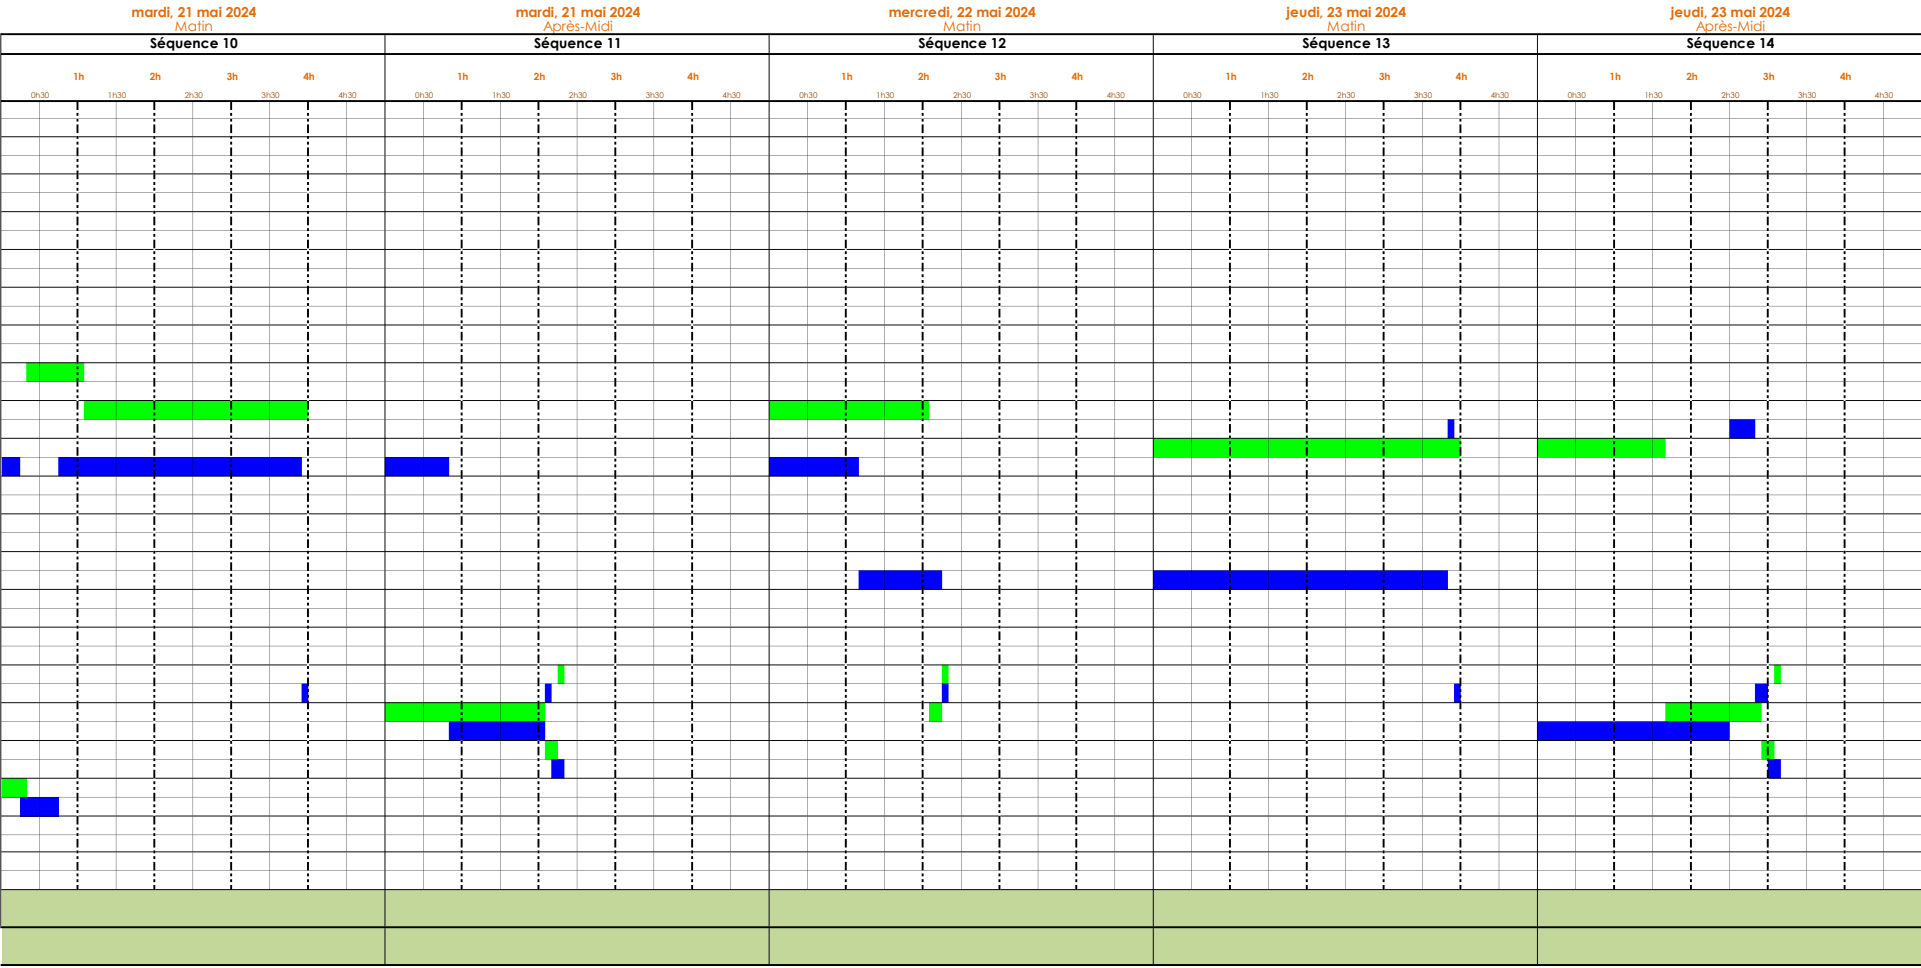 mardi, 21 mai 2024 mardi, 21 mai 2024 mercredi, 22 mai 2024 jeudi, 23 mai 2024 jeudi, 23 mai 2024
Matin Après-Midi Matin Matin Après-Midi
Séquence 10 Séquence 11 Séquence 12 Séquence 13 Séquence 14
1h 2h 3h 4h 1h 2h 3h 4h 1h 2h 3h 4h 1h 2h 3h 4h 1h 2h 3h 4h
0h30 1h30 2h30 3h30 4h30 0h30 1h30 2h30 3h30 4h30 0h30 1h30 2h30 3h30 4h30 0h30 1h30 2h30 3h30 4h30 0h30 1h30 2h30 3h30 4h30